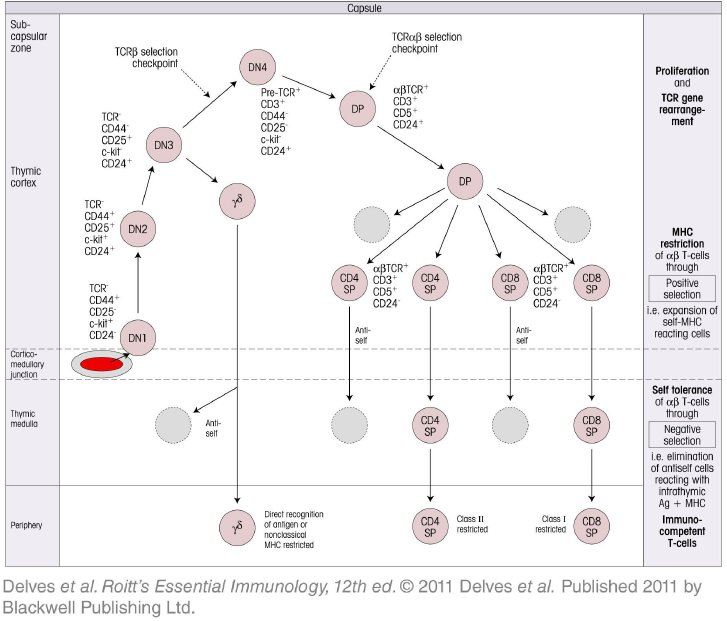 Capsule
Sub-
capsular
zone
Thymic
cortex
Cortico-
medullary
junction
Thymic
medulla
Periphery
TCRβ selection
checkpoint
DN4
TCRαβ selection
checkpoint
Pre-TCR⁺
CD3⁺
CD44⁻
CD25⁻
c-kit⁻
CD24⁺
DP
αβTCR⁺
CD3⁺
CD5⁺
CD24⁺
TCR⁻
CD44⁻
CD25⁺
c-kit⁻
CD24⁺
DN3
γδ
DP
TCR⁻
CD44⁺
CD25⁺
c-kit⁺
CD24⁺
DN2
TCR⁻
CD44⁺
CD25⁻
c-kit⁺
CD24⁻
DN1
CD4
SP
αβTCR⁺
CD3⁺
CD5⁺
CD24⁻
CD4
SP
CD8
SP
αβTCR⁺
CD3⁺
CD5⁺
CD24⁻
CD8
SP
Anti-
self
Anti-
self
Anti-
self
CD4
SP
CD8
SP
γδ
Direct recognition
of antigen or
nonclassical
MHC restricted
CD4
SP
Class II
restricted
Class I
restricted
CD8
SP
Proliferation
and
TCR gene
rearrange-
ment
MHC
restriction
of αβ T-cells
through
Positive
selection
i.e. expansion of
self-MHC
reacting cells
Self tolerance
of αβ T-cells
through
Negative
selection
i.e. elimination
of antiself cells
reacting with
intrathymic
Ag + MHC
Immuno-
competent
T-cells
Delves et al. Roitt's Essential Immunology, 12th ed. © 2011 Delves et al. Published 2011 by
Blackwell Publishing Ltd.